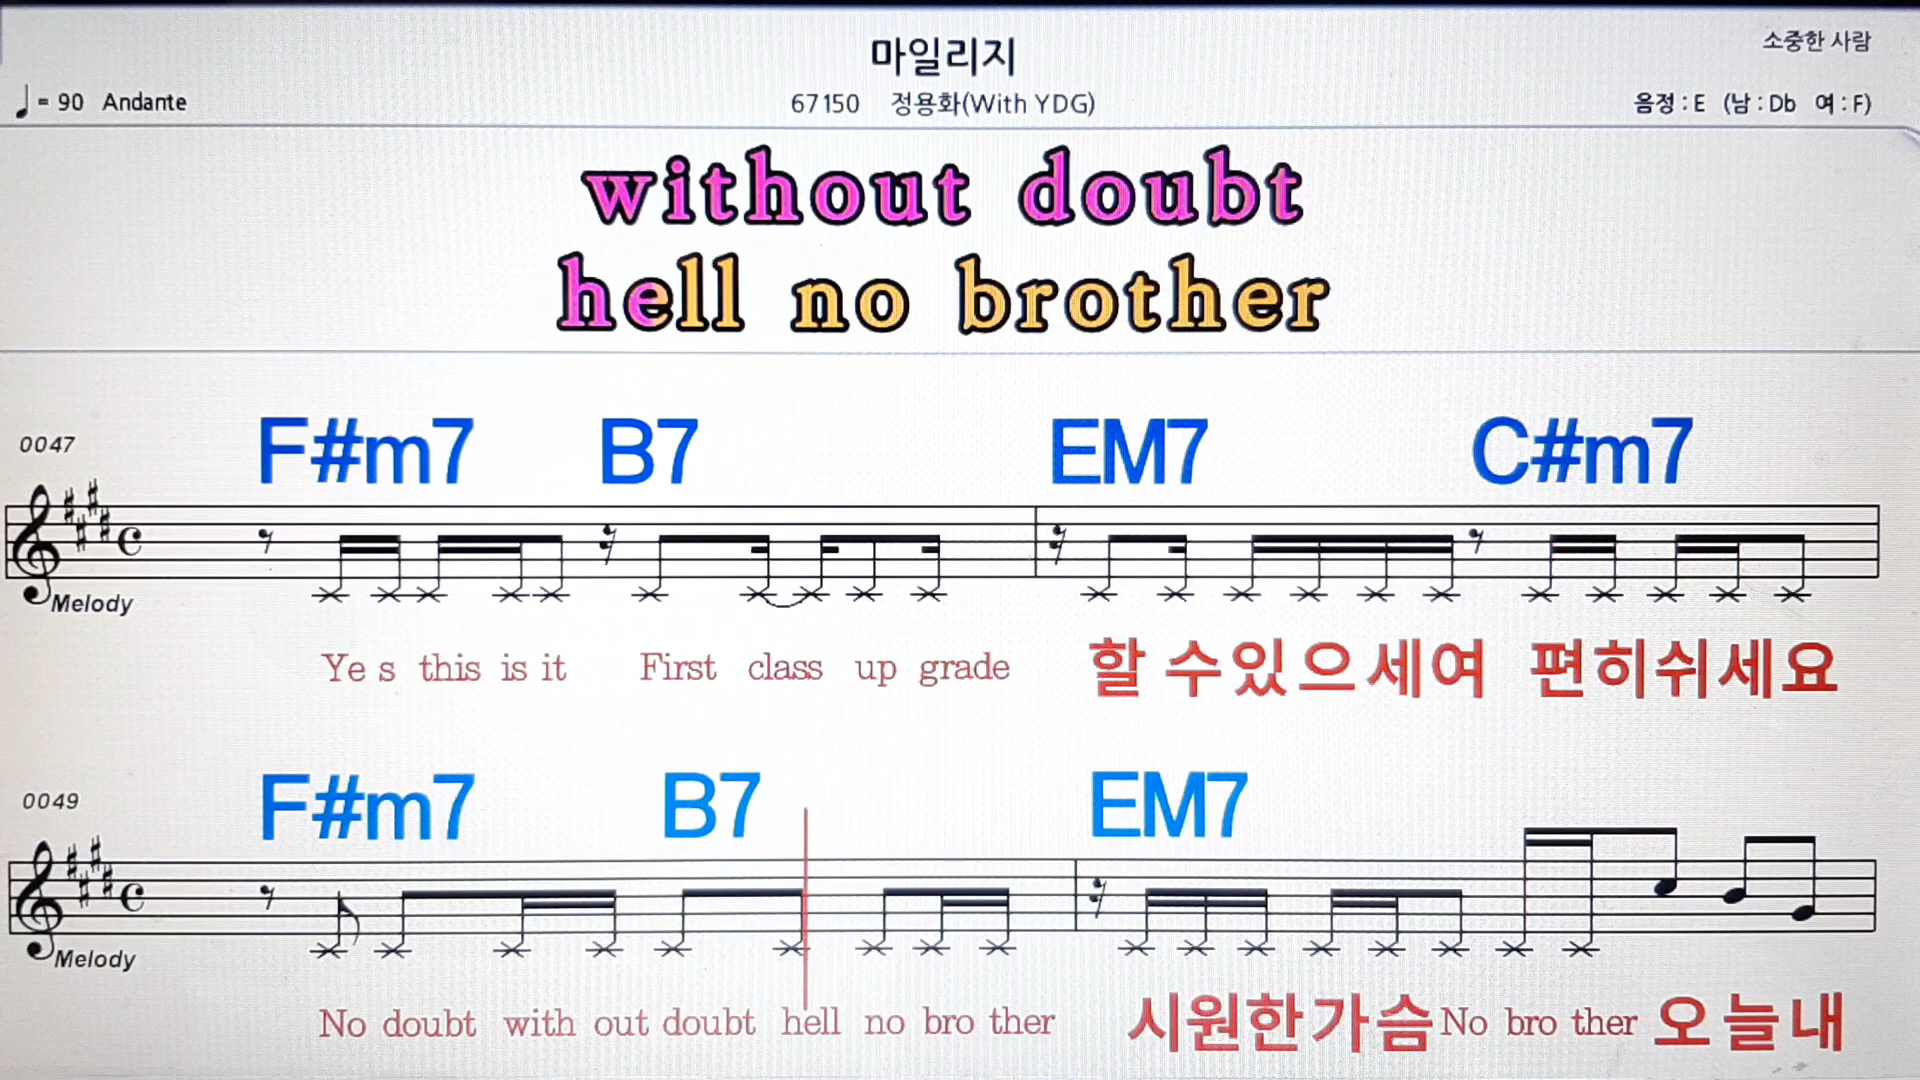 마일리지
소중한 사람
♩= 90 Andante
67150 정용화(With YDG)
음정 : E (남 : Db 여 : F)
without doubt
hell no brother
0047
F#m7 B7 EM7 C#m7
Melody
Ye s this is it First class up grade 할 수있으세여 편히쉬세요
0049
F#m7 B7 EM7
Melody
No doubt with out doubt hell no bro ther 시원한가슴No bro ther 오늘내